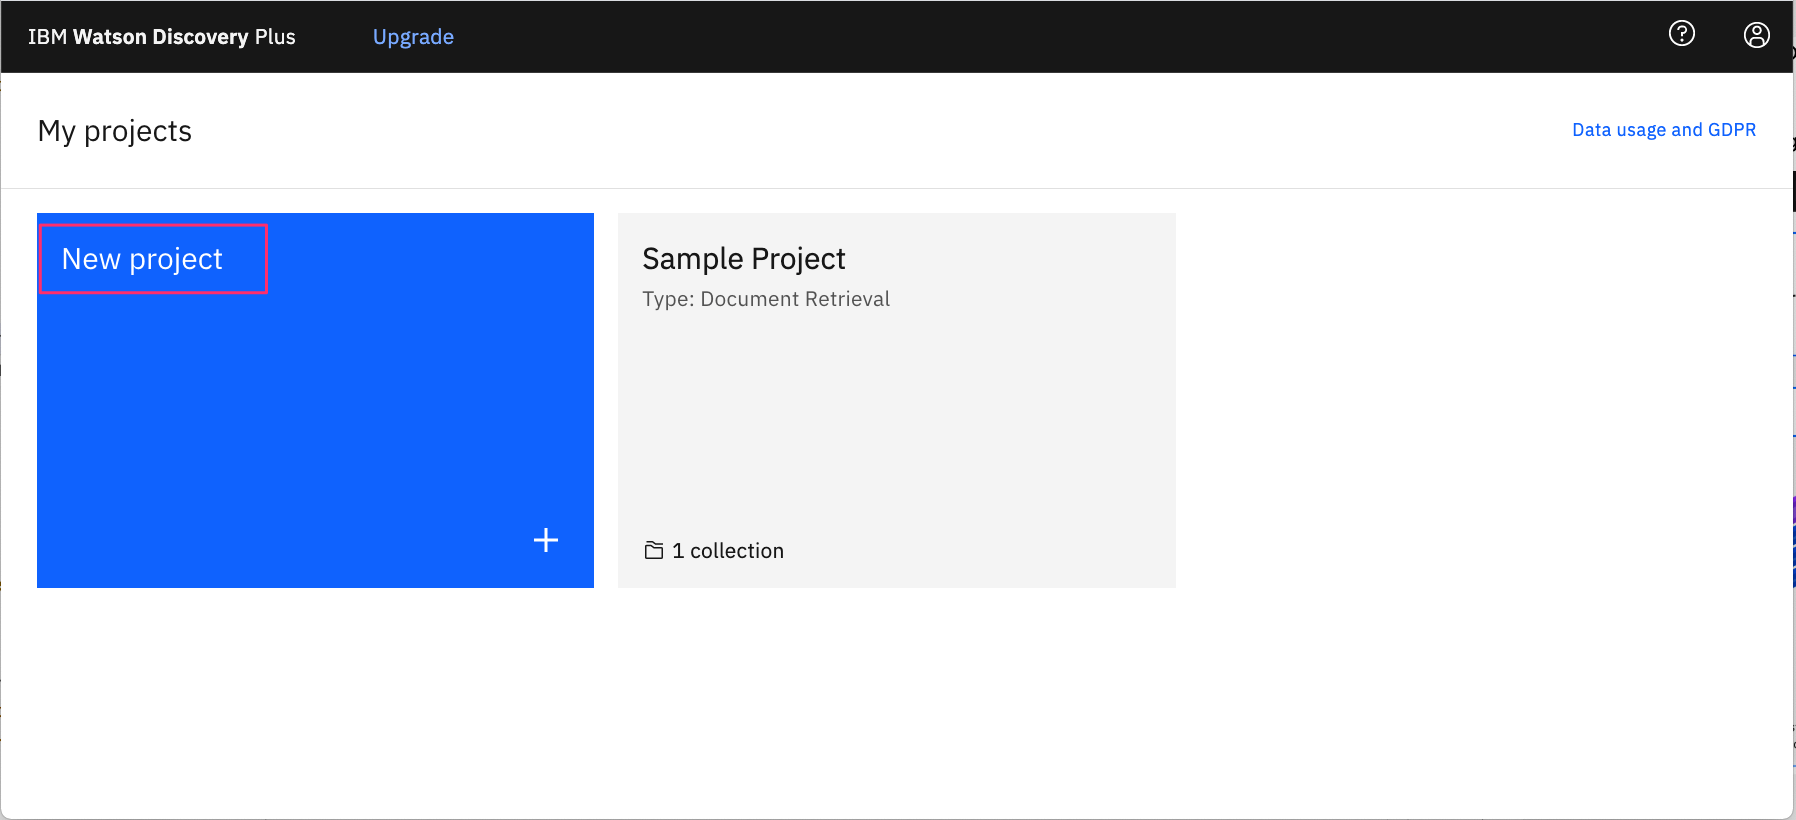 IBM Watson Discovery Plus
Upgrade
My projects
Data usage and GDPR
New project
Sample Project
Type: Document Retrieval
1 collection